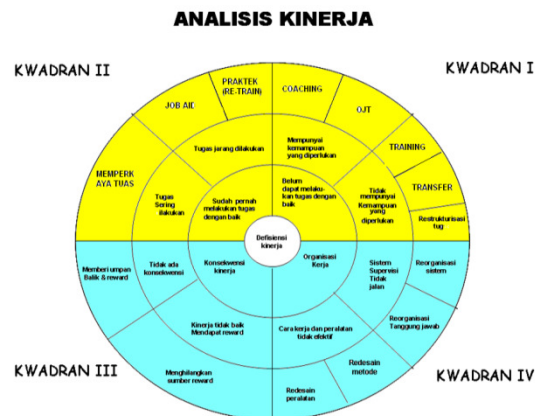 ANALISIS KINERJA
KWADRAN II
KWADRAN I
PRAKTEK
(RE-TRAIN)
COACHING
JOB AID
OJT
TRAINING
TRANSFER
Restrukturisasi
tug
MEMPERK
AYA TUAS
Tugas jarang dilakukan
Mempunyai
kemampuan
yang diperlukan
Tugas
Sering
ilakukan
Sudah pernah
melakukan tugas
dengan baik
Belum
dapat melaku-
kan tugas dengan
baik
Tidak
mempunyai
Kemampuan
yang
diperlukan
Defisiensi
kinerja
Memberi umpan
Balik & reward
Tidak ada
konsekwensi
Konsekwensi
kinerja
Organisasi
Kerja
Sistem
Supervisi
Tidak
jalan
Reorganisasi
sistem
Kinerja tidak baik
Mendapat reward
Cara kerja dan peralatan
tidak efektif
Reorganisasi
Tanggung jawab
Menghilangkan
sumber reward
Redesain
peralatan
Redesain
metode
KWADRAN III
KWADRAN IV